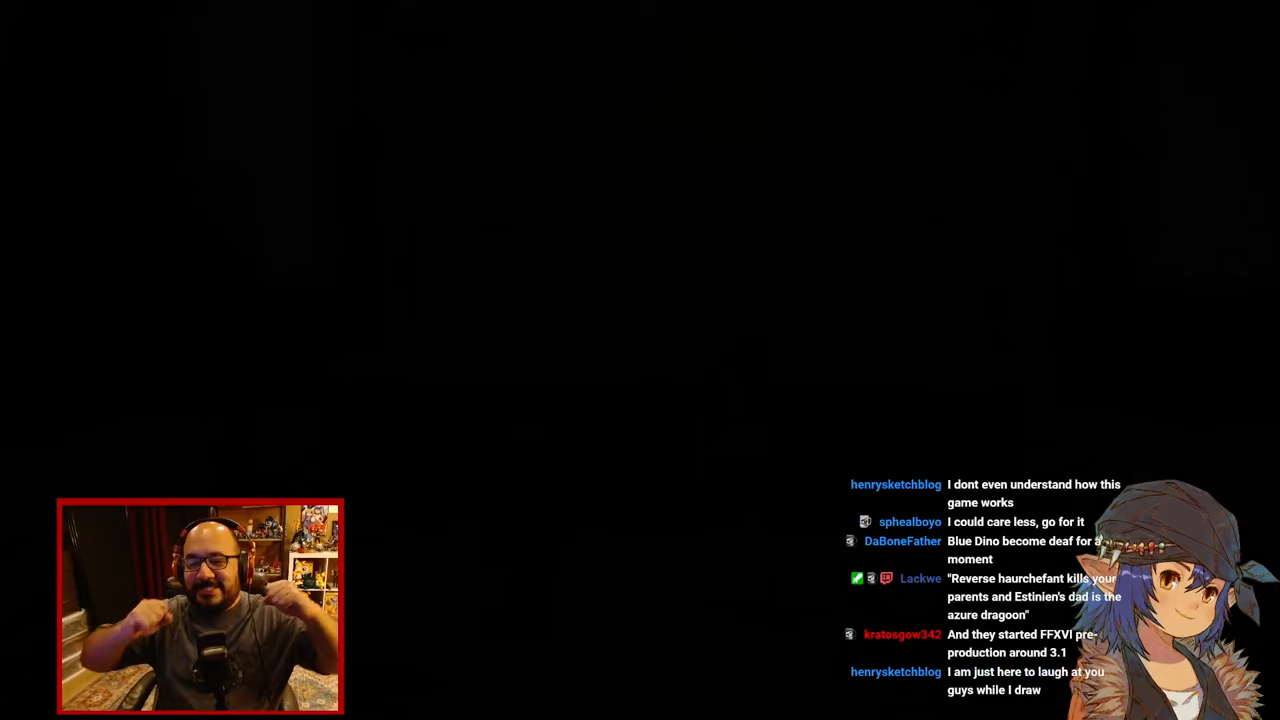 henrysketchblog I dont even understand how this
game works
sphealboyo I could care less, go for it
DaBoneFather Blue Dino become deaf for a
moment
Lackwe "Reverse haurchefant kills your
parents and Estinien's dad is the
azure dragoon"
kratosgow342 And they started FFXVI pre-
production around 3.1
henrysketchblog I am just here to laugh at you
guys while I draw